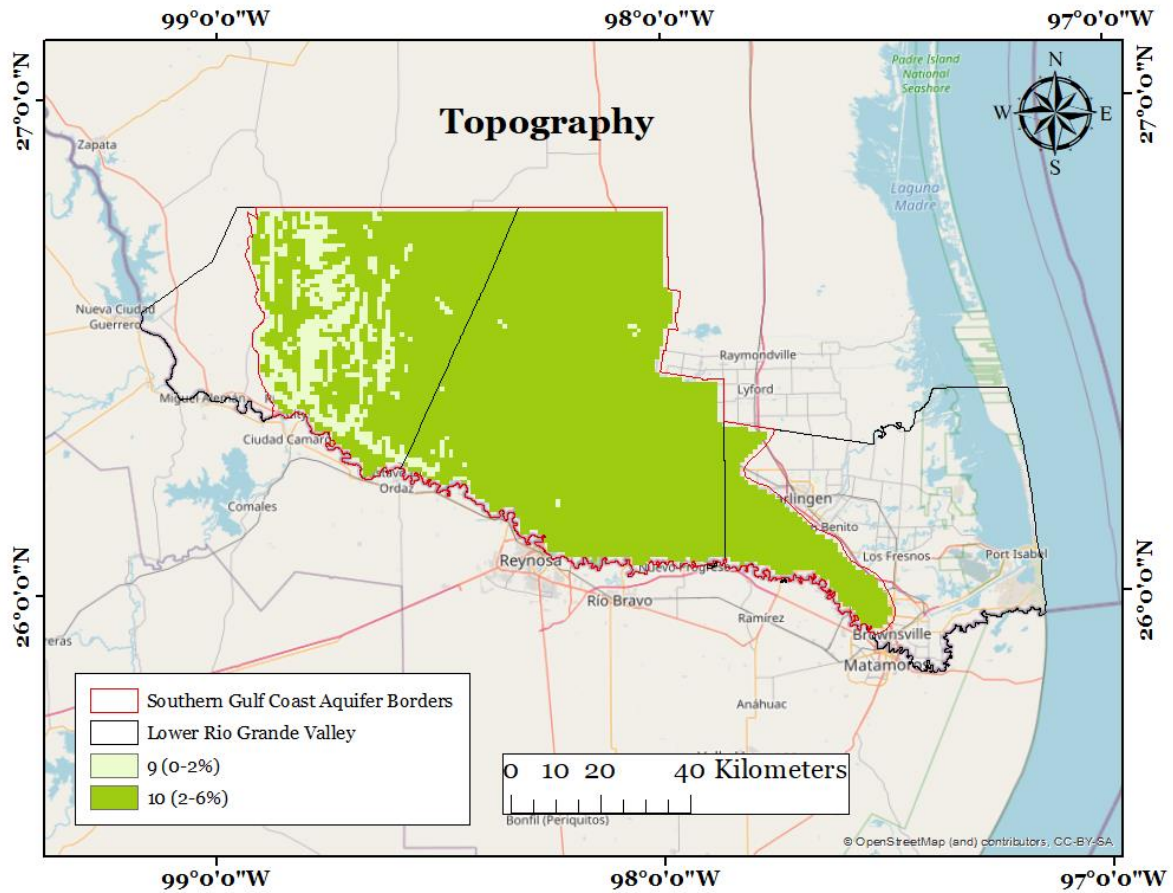 99°0'0"W 98°0'0"W 97°0'0"W
27°0'0"N
27°0'0"N
Padre Island
National
Seashore
N
W E
S
Topography
Zapata
Laguna
Madre
Nueva Ciudad
Guerrero
Raymondville
Lyford
Miguel Alemán
Ciudad Camargo
Ordaz
Comales
Benito
Los Fresnos
Port Isabel
Reynosa
Nuevo Progreso
26°0'0"N
26°0'0"N
Río Bravo
Ramírez
Brownsville
Matamoros
Anáhuac
Southern Gulf Coast Aquifer Borders
Lower Rio Grande Valley
9 (0-2%)
10 (2-6%)
0 10 20 40 Kilometers
Bonfil (Periquitos)
© OpenStreetMap (and) contributors, CC-BY-SA
99°0'0"W 98°0'0"W 97°0'0"W